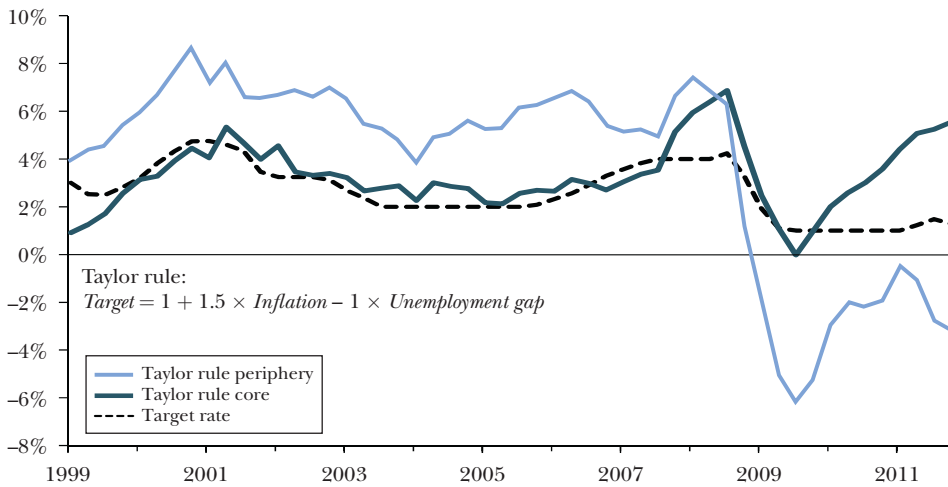 10%
8%
6%
4%
2%
0%
Taylor rule:
Target = 1 + 1.5 × Inflation – 1 × Unemployment gap
–2%
–4%
Taylor rule periphery
Taylor rule core
–6%
Target rate
–8%
1999 2001 2003 2005 2007 2009 2011